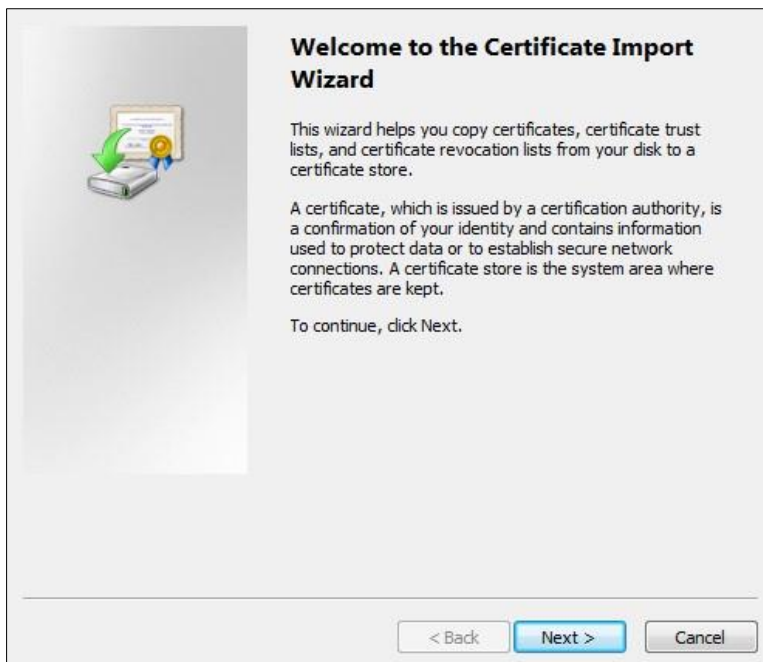 Welcome to the Certificate Import
Wizard
This wizard helps you copy certificates, certificate trust
lists, and certificate revocation lists from your disk to a
certificate store.
A certificate, which is issued by a certification authority, is
a confirmation of your identity and contains information
used to protect data or to establish secure network
connections. A certificate store is the system area where
certificates are kept.
To continue, click Next.
< Back Next > Cancel